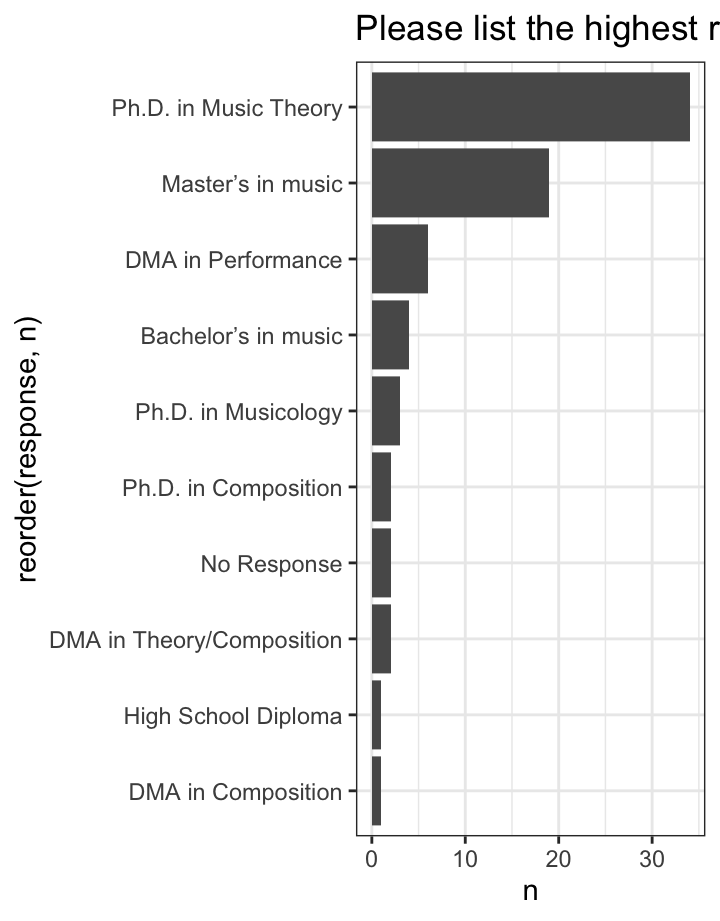 Please list the highest r
Ph.D. in Music Theory
Master’s in music
DMA in Performance
Bachelor’s in music
Ph.D. in Musicology
Ph.D. in Composition
No Response
DMA in Theory/Composition
High School Diploma
DMA in Composition
reorder(response, n)
0 10 20 30
n